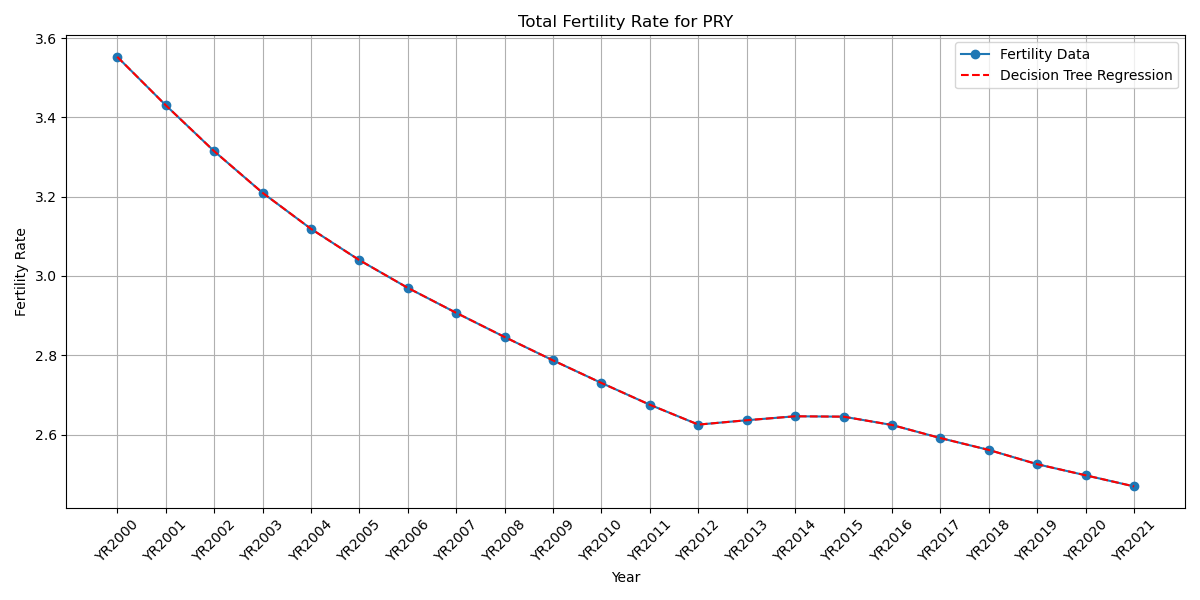 Total Fertility Rate for PRY
Fertility Data
Decision Tree Regression
Fertility Rate
3.6
3.4
3.2
3.0
2.8
2.6
YR2000
YR2001
YR2002
YR2003
YR2004
YR2005
YR2006
YR2007
YR2008
YR2009
YR2010
YR2011
YR2012
YR2013
YR2014
YR2015
YR2016
YR2017
YR2018
YR2019
YR2020
YR2021
Year